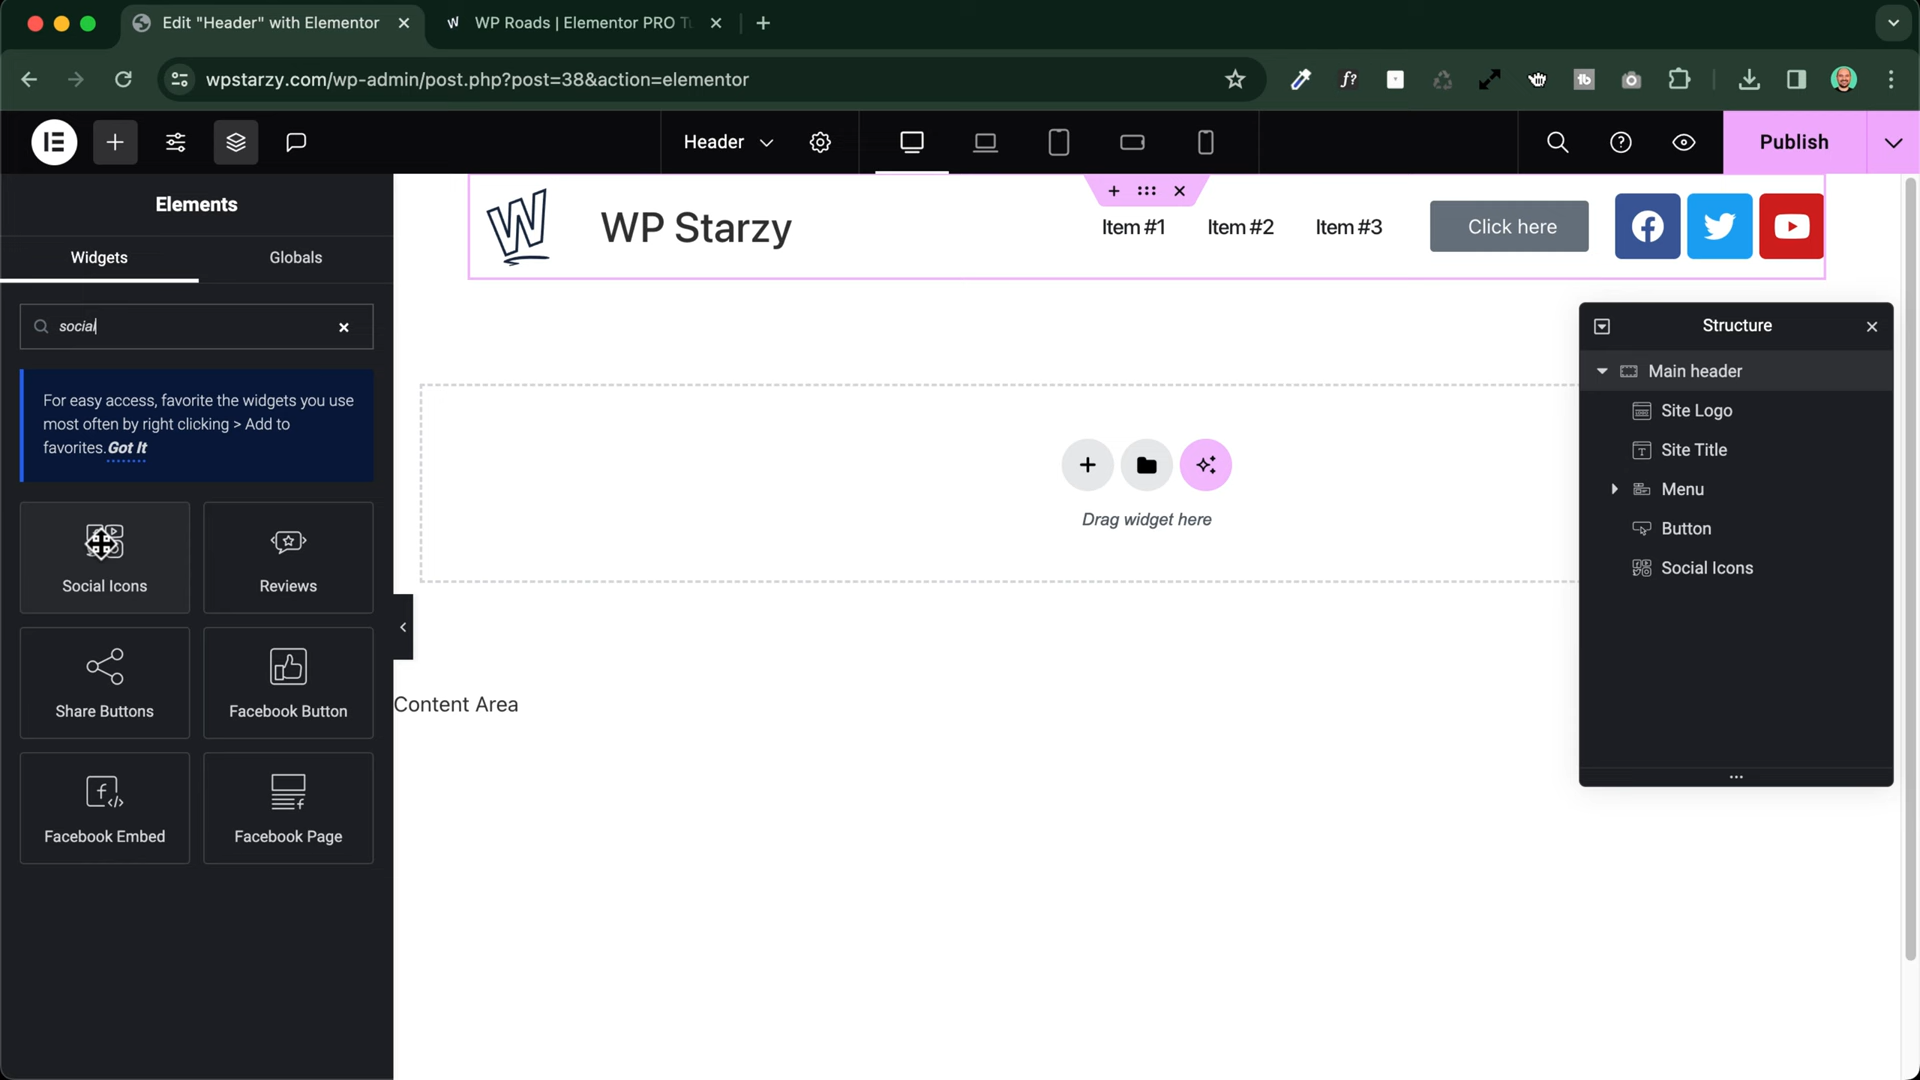 Edit "Header" with Elementor
WP Roads | Elementor PRO T
wpstarzy.com/wp-admin/post.php?post=38&action=elementor
Header
Publish
Elements
Widgets
Globals
social
For easy access, favorite the widgets you use
most often by right clicking > Add to
favorites. Got It
Social Icons
Reviews
Share Buttons
Facebook Button
Facebook Embed
Facebook Page
WP Starzy
Item #1
Item #2
Item #3
Click here
Drag widget here
Content Area
Structure
Main header
Site Logo
Site Title
Menu
Button
Social Icons